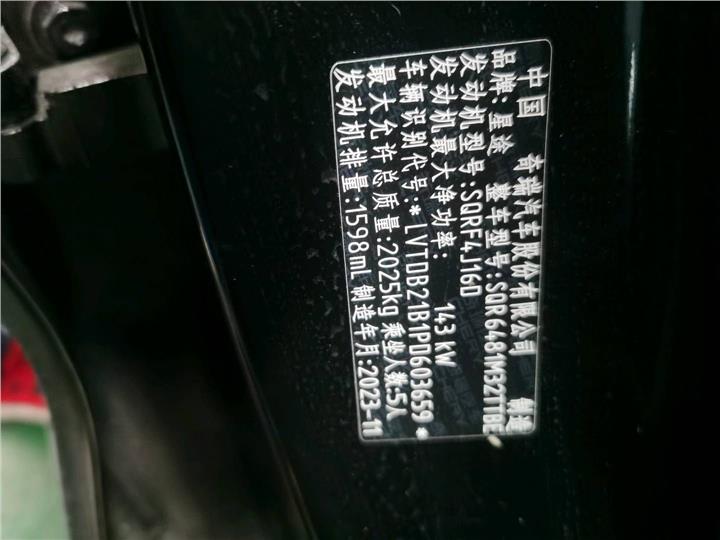 中国 奇瑞汽车股份有限公司 制造
品牌：星途 整车型号：SQR6481M321TBE
发动机型号：SQRF4J16D
发动机最大净功率： 143 kW
车辆识别代号：*LVTDB21B1PD603659*
最大允许总质量：2025kg 乘坐人数：5人
发动机排量：1598mL 制造年月：2023-11